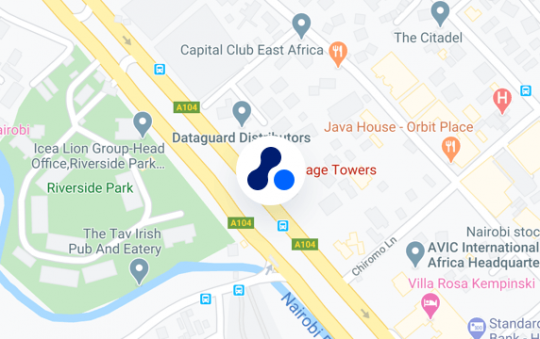 The Citadel
Capital Club East Africa
A104
H
Dataguard Distributors
Java House - Orbit Place
airobi
Icea Lion Group-Head
Office,Riverside Park...
age Towers
Riverside Park
A104
The Tav Irish
Pub And Eatery
A104
Nairobi stoc
AVIC International
Africa Headquarte
Chiromo Ln
Villa Rosa Kempinski
Nairobi
Standard
Bank - H